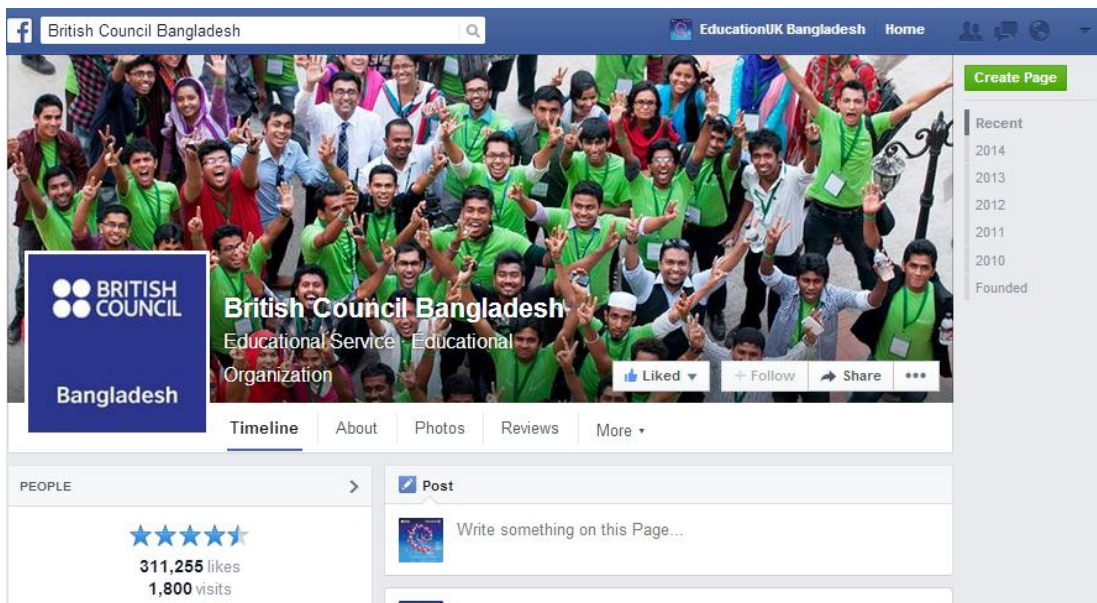 British Council Bangladesh
EducationUK Bangladesh Home
Create Page
Recent
2014
2013
2012
2011
2010
Founded
BRITISH
COUNCIL
Bangladesh
British Council Bangladesh
Educational Service · Educational
Organization
Liked + Follow Share
Timeline About Photos Reviews More
PEOPLE
311,255 likes
1,800 visits
Post
Write something on this Page...